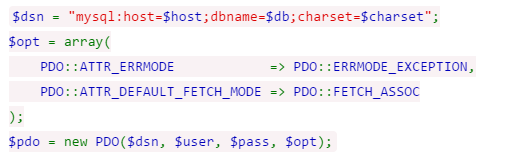 $dsn = "mysql:host=$host;dbname=$db;charset=$charset";
$opt = array(
    PDO::ATTR_ERRMODE            => PDO::ERRMODE_EXCEPTION,
    PDO::ATTR_DEFAULT_FETCH_MODE => PDO::FETCH_ASSOC
);
$pdo = new PDO($dsn, $user, $pass, $opt);